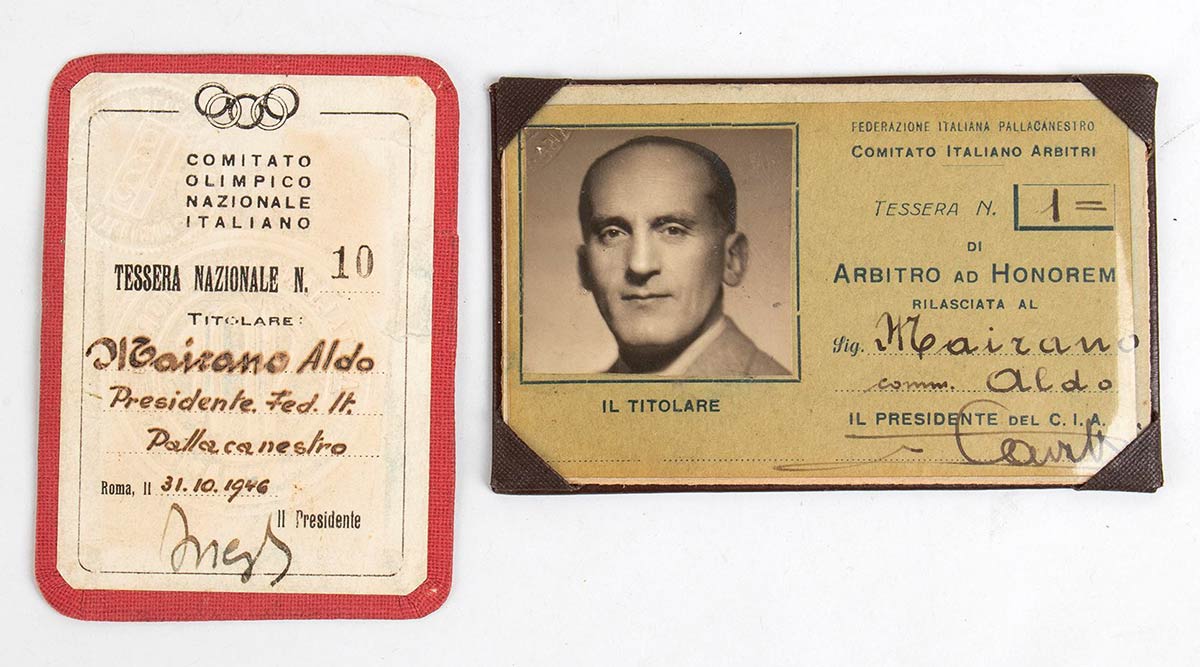 COMITATO
OLIMPICO
NAZIONALE
ITALIANO
TESSERA NAZIONALE N. 10
TITOLARE:
Mairano Aldo
Presidente Fed. It.
Pallacanestro
Roma, li 31.10.1946
Il Presidente
FEDERAZIONE ITALIANA PALLACANESTRO
COMITATO ITALIANO ARBITRI
TESSERA N. 1=
DI
ARBITRO AD HONOREM
RILASCIATA AL
Sig. Mairano
comm. Aldo
IL PRESIDENTE DEL C.I.A.
IL TITOLARE